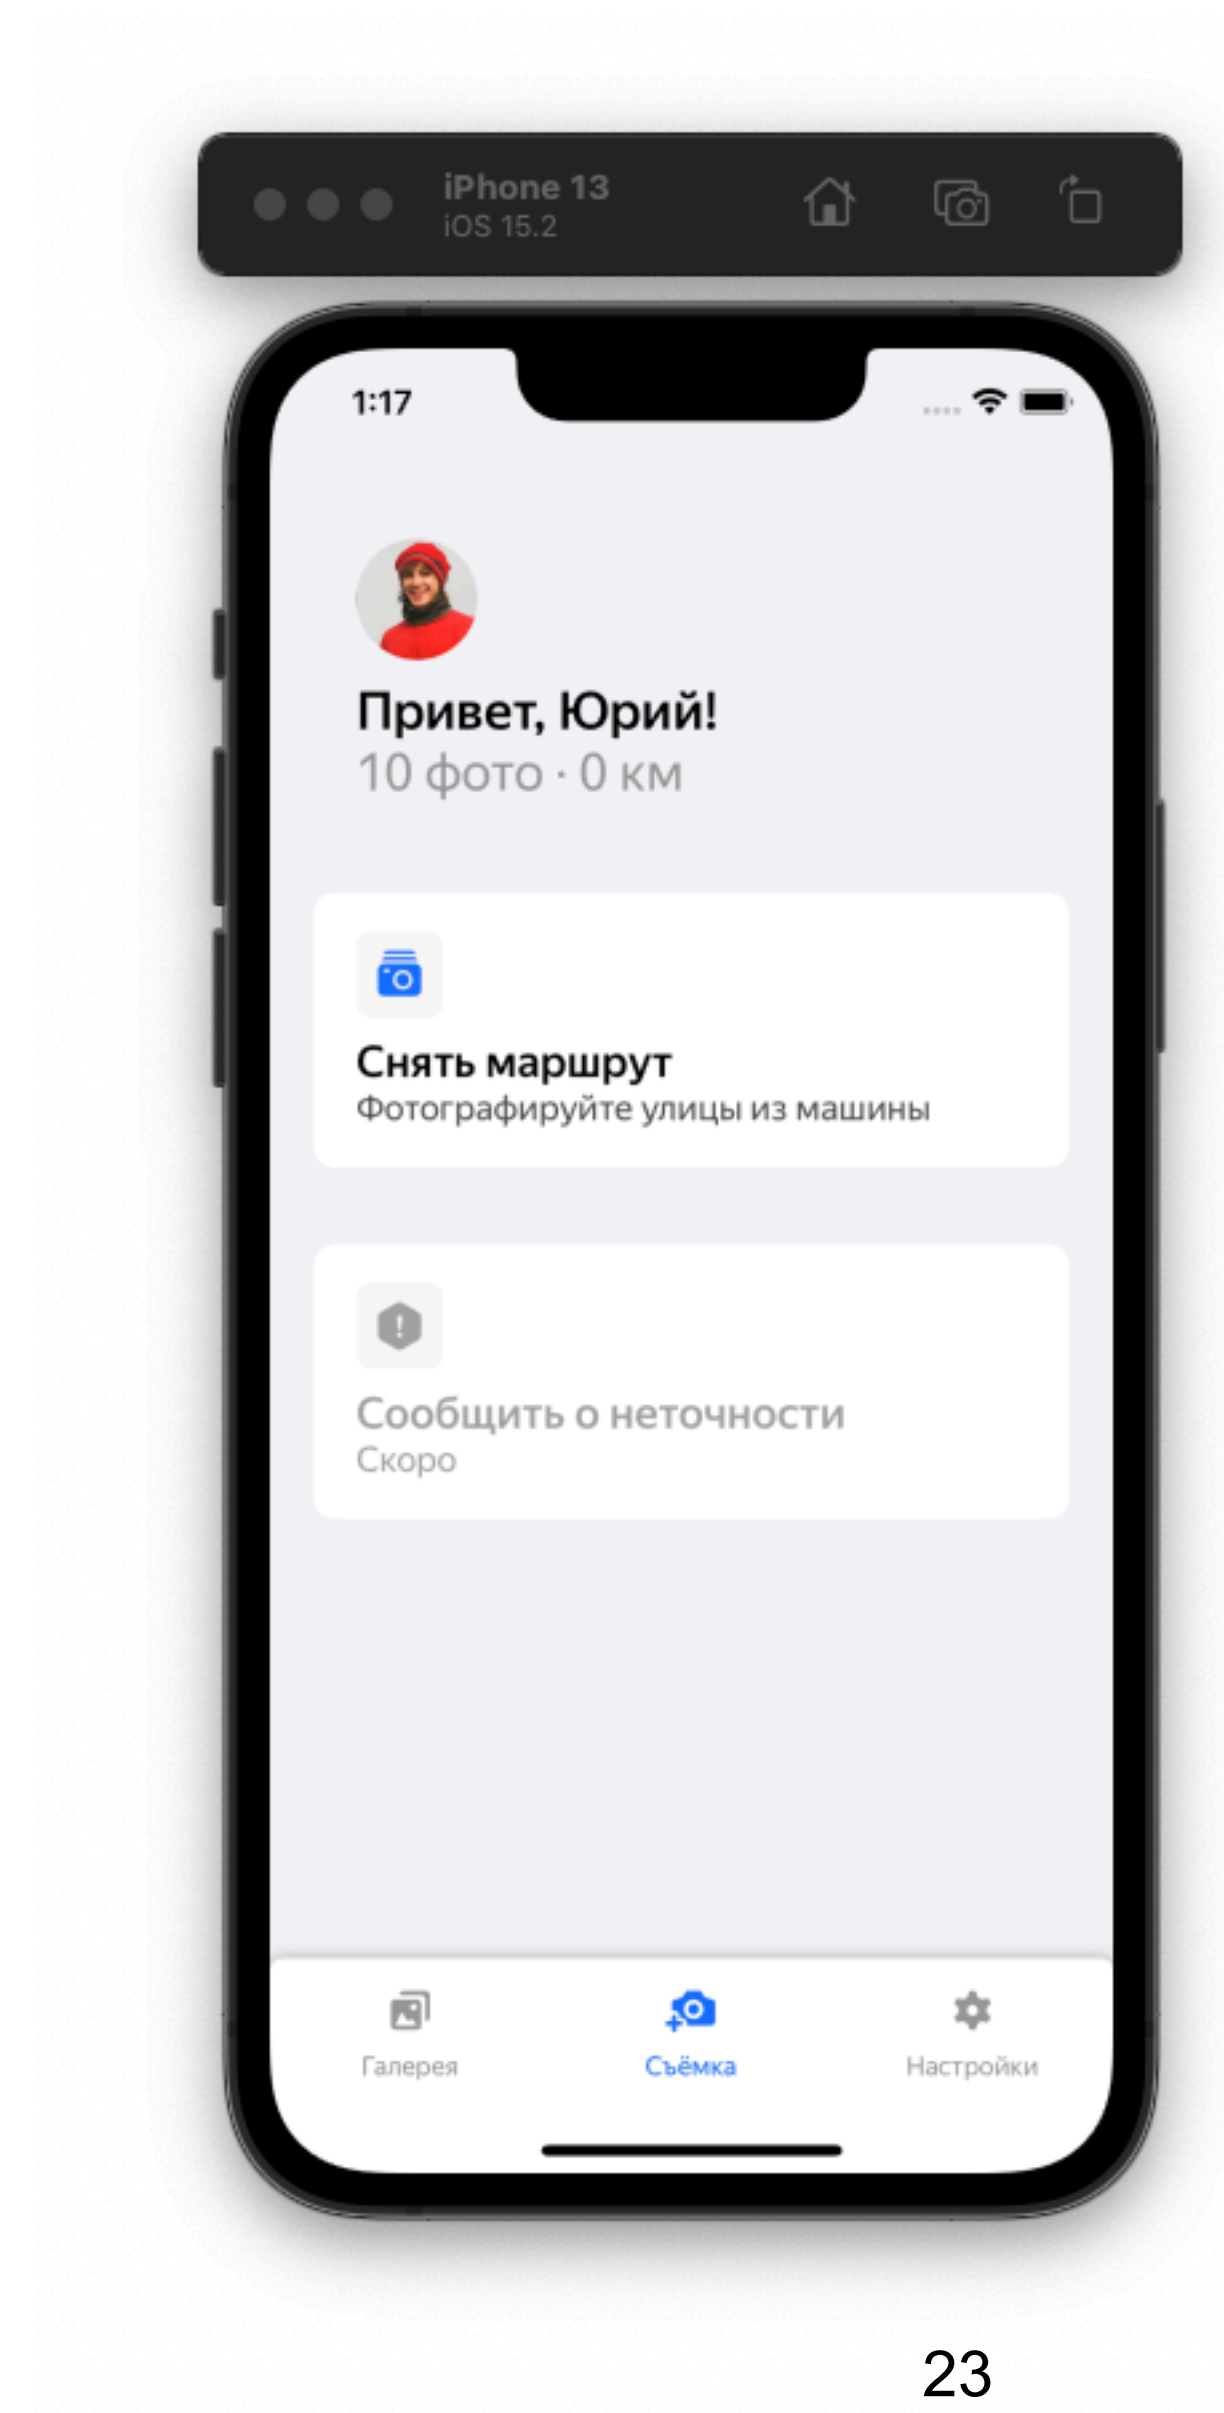 iPhone 13
iOS 15.2
1:17
Привет, Юрий!
10 фото · 0 км
Снять маршрут
Фотографируйте улицы из машины
Сообщить о неточности
Скоро
Галерея
Съёмка
Настройки
23